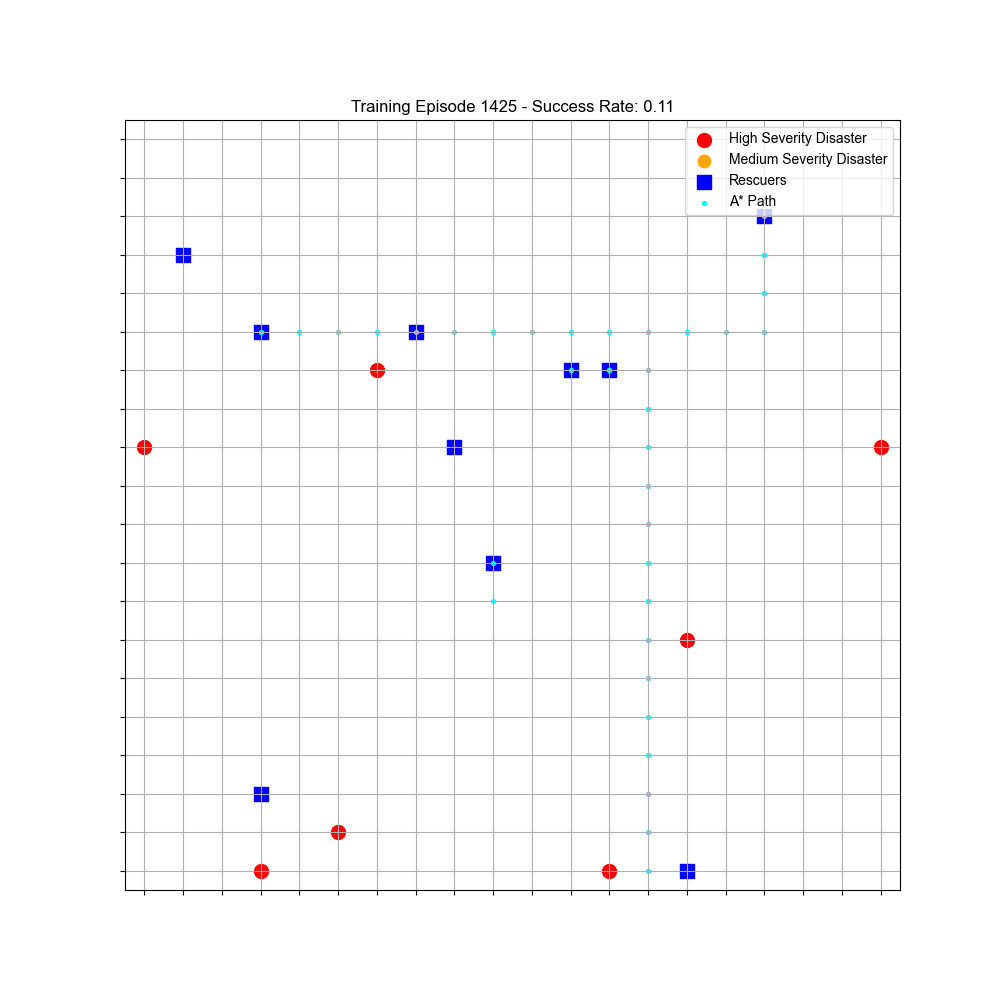 Training Episode 1425 - Success Rate: 0.11
High Severity Disaster
Medium Severity Disaster
Rescuers
A* Path